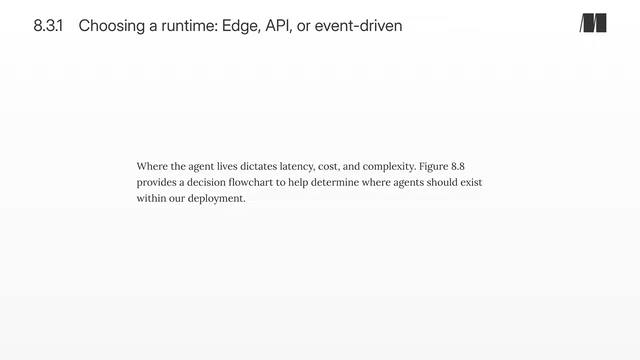 8.3.1 Choosing a runtime: Edge, API, or event-driven
Where the agent lives dictates latency, cost, and complexity. Figure 8.8
provides a decision flowchart to help determine where agents should exist
within our deployment.